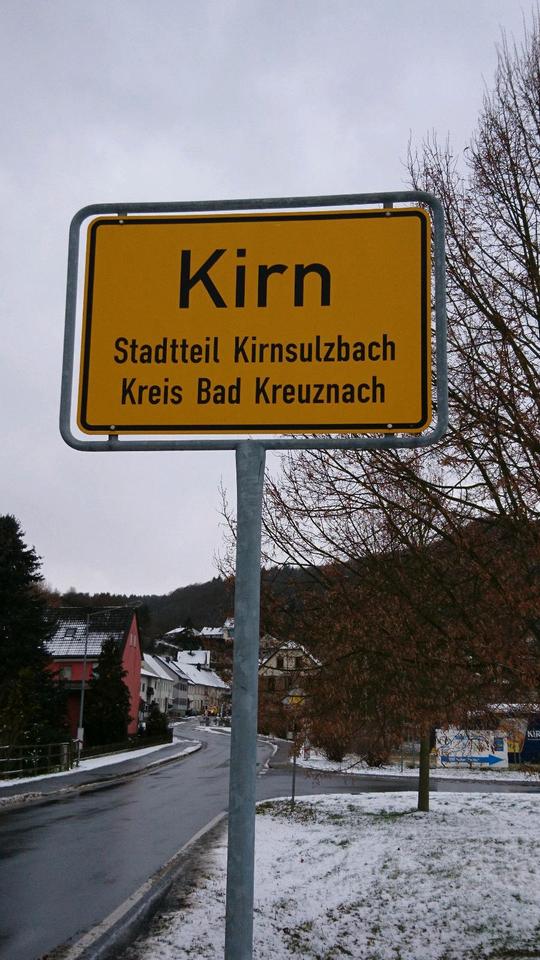 Kirn
Stadtteil Kirnsulzbach
Kreis Bad Kreuznach